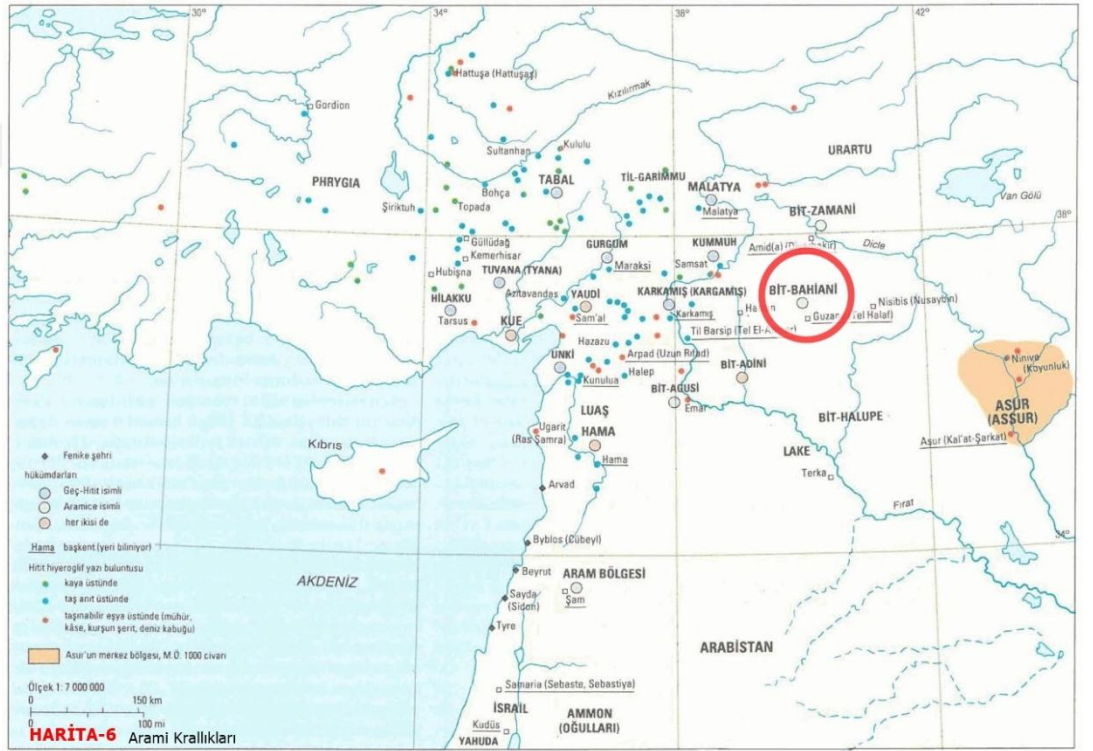 30°
34°
38°
42°
Hattuşa (Hattuşaş)
Gordion
Kızılırmak
Sultanhan
Kululu
URARTU
PHRYGIA
TABAL
TİL-GARİMMU
MALATYA
Van Gölü
Bohça
Şiriktuh
Topada
Malatya
BİT-ZAMANİ
38°
Güllüdağ
GURGUM
KUMMUH
Dicle
Kemerhisar
Maraksi
Samsat
Hubişna
TUVANA (TYANA)
KARKAMIŞ (KARGAMIŞ)
BİT-BAHİANİ
HİLAKKU
Azitavandas
YAUDİ
Nisibis (Nusaybın)
Tarsus
KUE
Sam'al
Karkamış
Hazazu
Til Barsip
UNKİ
Arpad
BİT-ADİNİ
Ninive
(Koyunluk)
Kunulua
Halep
BİT-AGUSİ
ASUR
(ASSUR)
LUAŞ
Emar
BİT-HALUPE
Ugarit
(Ras Şamra)
HAMA
LAKE
Asur (Kal'at-Şarkat)
Kıbrıs
Hama
Terka
Arvad
Fırat
34°
Byblos (Cübeyl)
AKDENİZ
Beyrut
ARAM BÖLGESİ
Sayda
(Sidon)
Şam
Tyre
ARABİSTAN
Samaria (Sebaste, Sebastiya)
İSRAİL
AMMON
(OĞULLARI)
Kudüs
YAHUDA
Fenike şehri
hükümdarları
Geç-Hitit isimli
Aramice isimli
her ikisi de
Hama başkent (yeri biliniyor)
Hitit hiyeroglif yazı buluntusu
kaya üstünde
taş anıt üstünde
taşınabilir eşya üstünde (mühür,
kâse, kurşun şerit, deniz kabuğu)
Asur'un merkez bölgesi, M.Ö. 1000 civarı
Ölçek 1: 7 000 000
0 150 km
0 100 mi
HARİTA-6 Arami Krallıkları